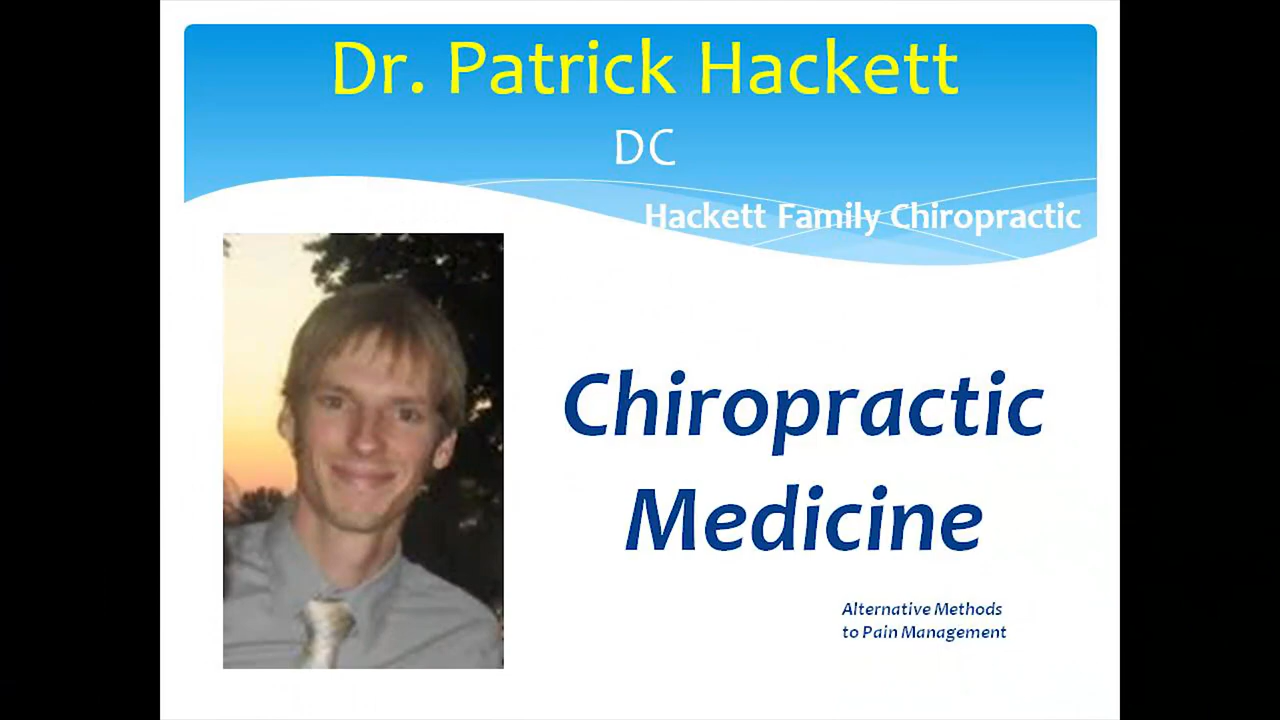 Dr. Patrick Hackett
DC
Hackett Family Chiropractic
Chiropractic
Medicine
Alternative Methods
to Pain Management